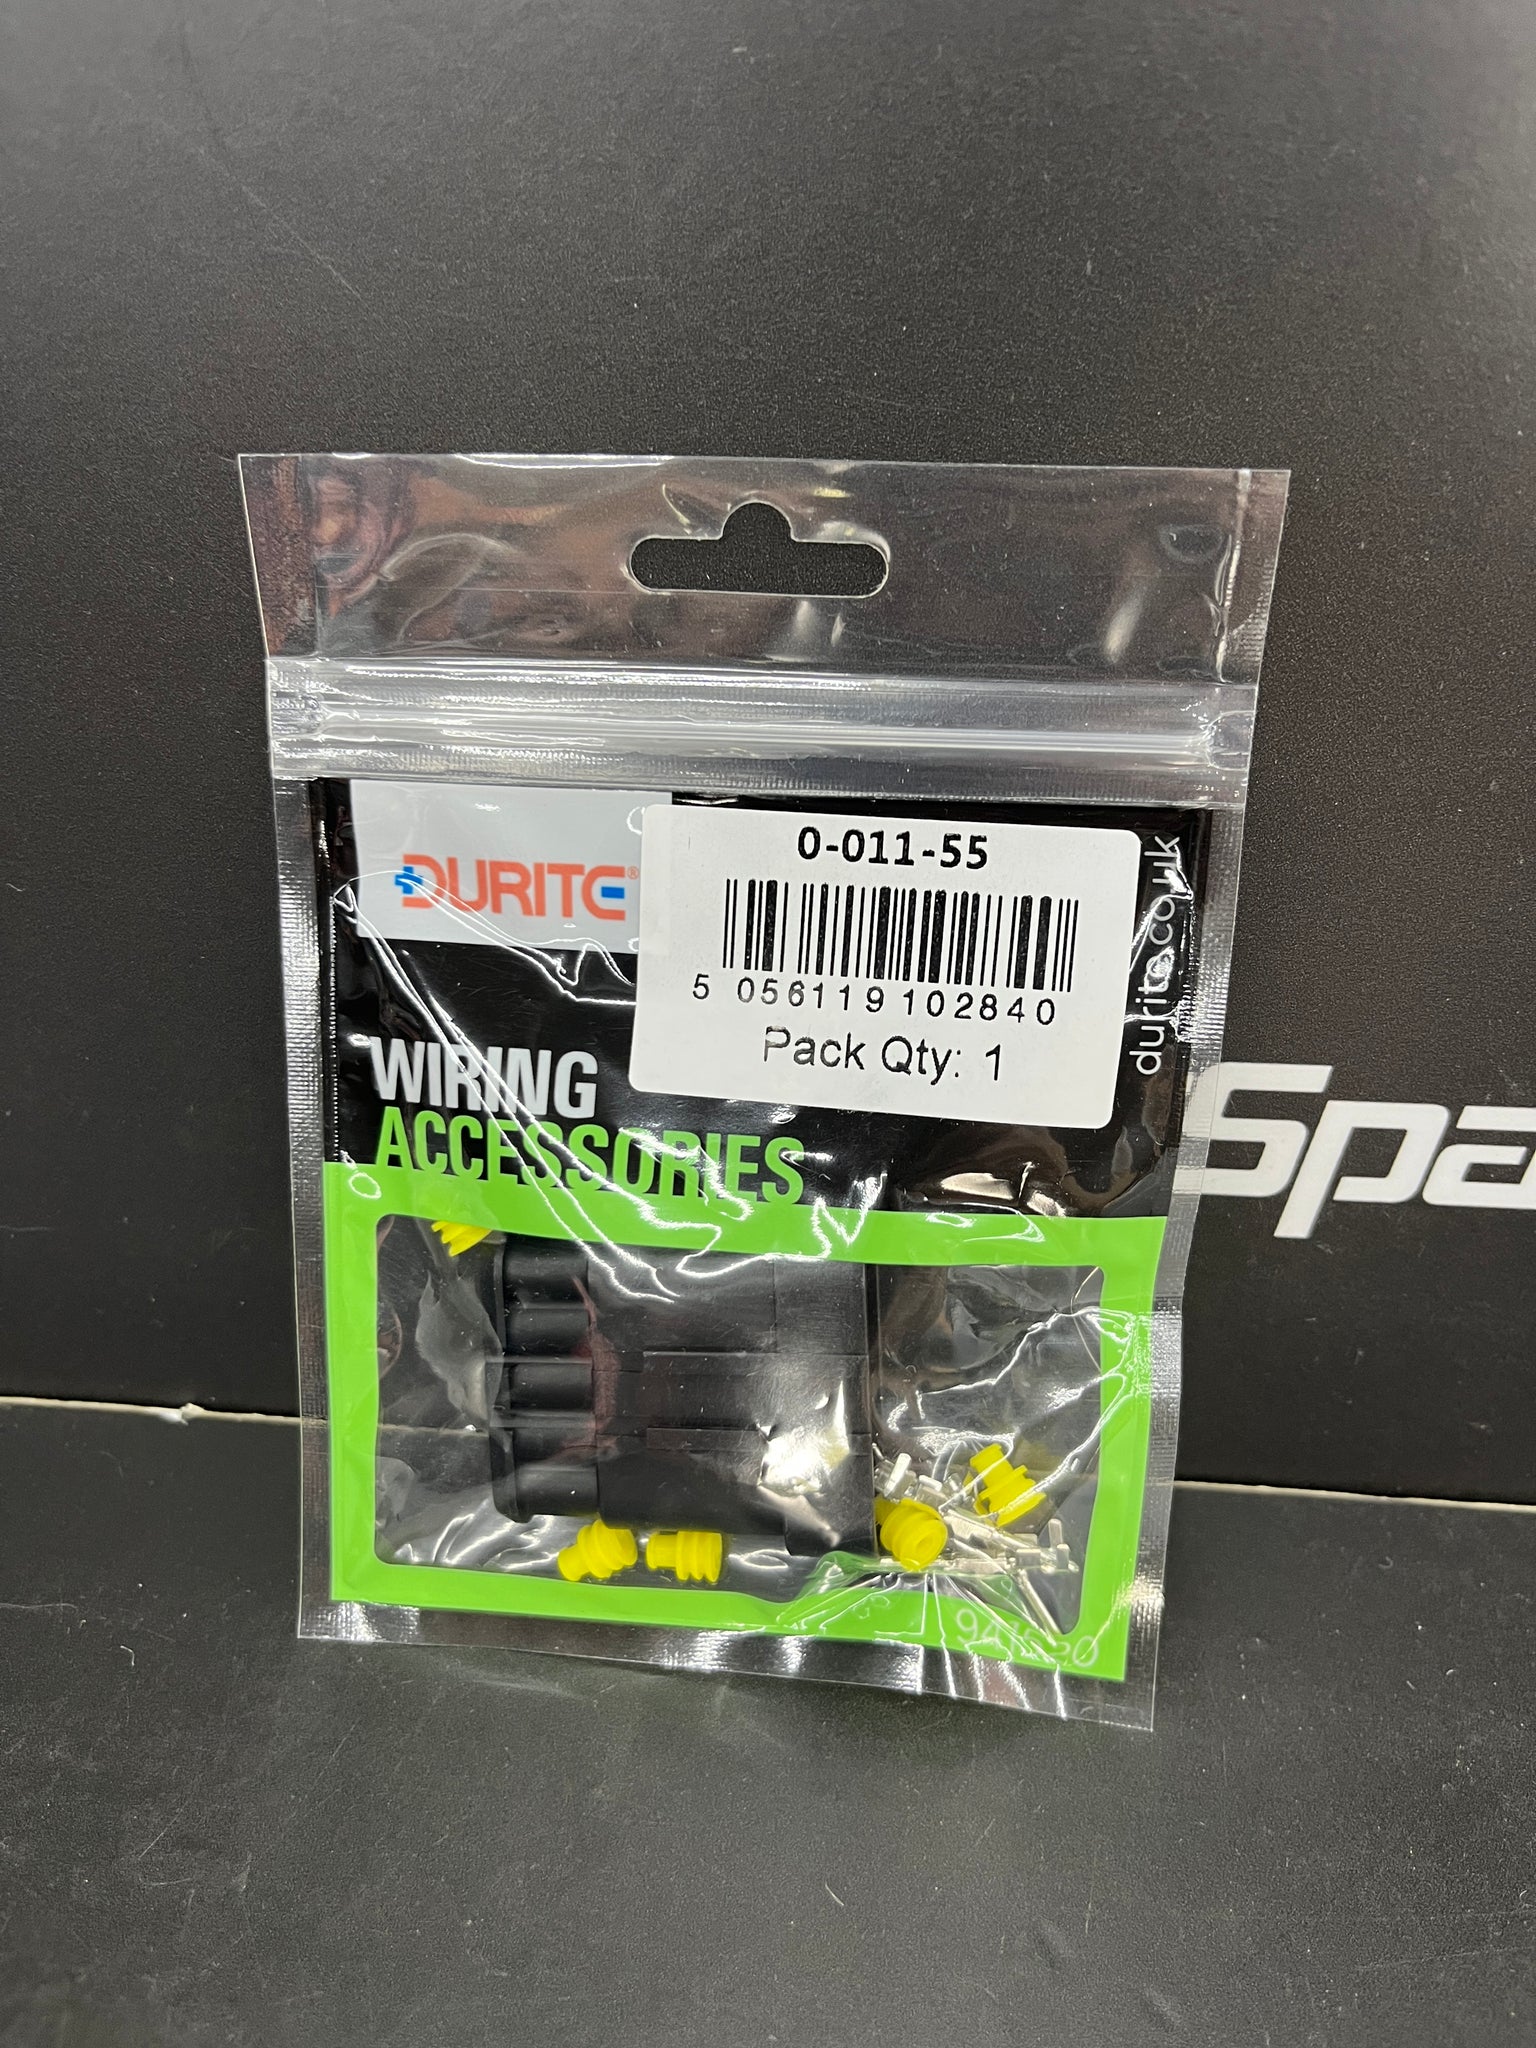 0-011-55
DURITE®
5 056119 102840
Pack Qty: 1
durite.co.uk
WIRING
ACCESSORIES
Spa